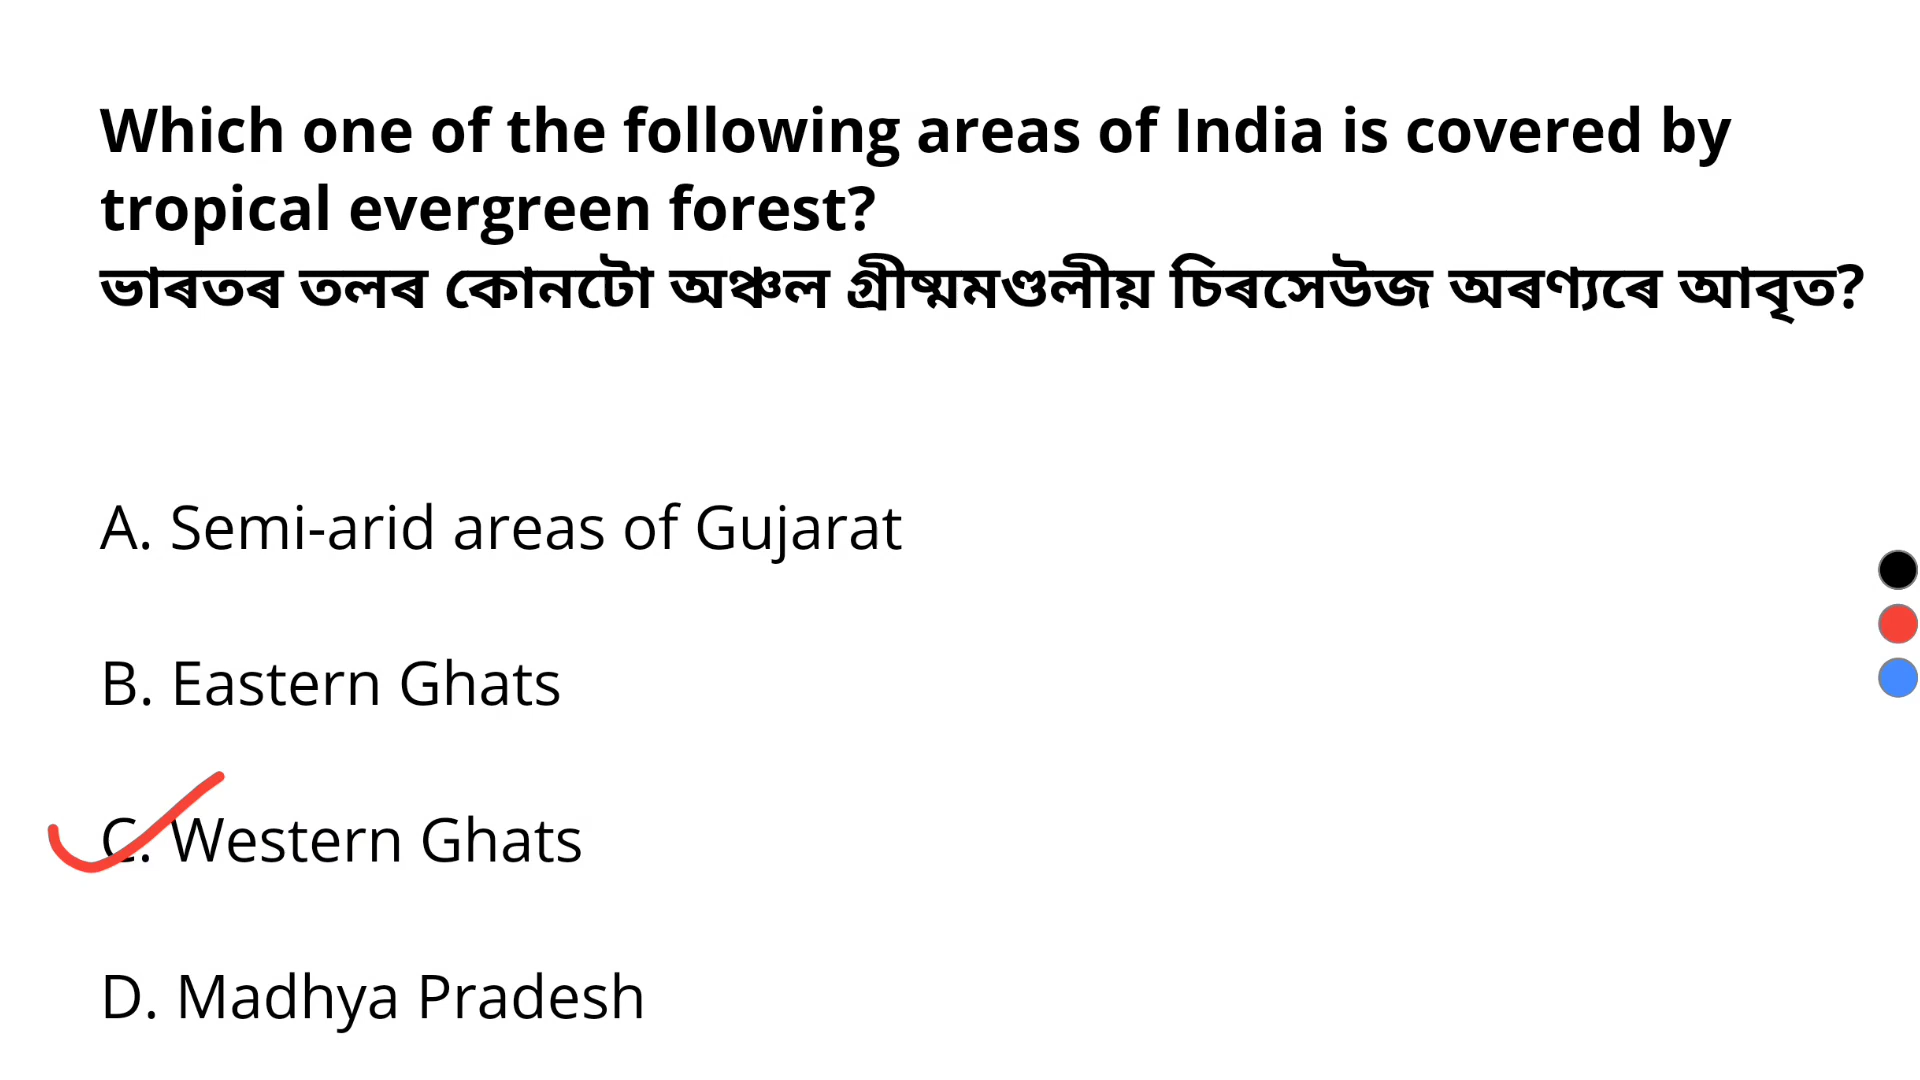 Which one of the following areas of India is covered by
tropical evergreen forest?
ভাৰতৰ তলৰ কোনটো অঞ্চল গ্ৰীষ্মমণ্ডলীয় চিৰসেউজ অৰণ্যৰে আবৃত?
A. Semi-arid areas of Gujarat
B. Eastern Ghats
C. Western Ghats
D. Madhya Pradesh